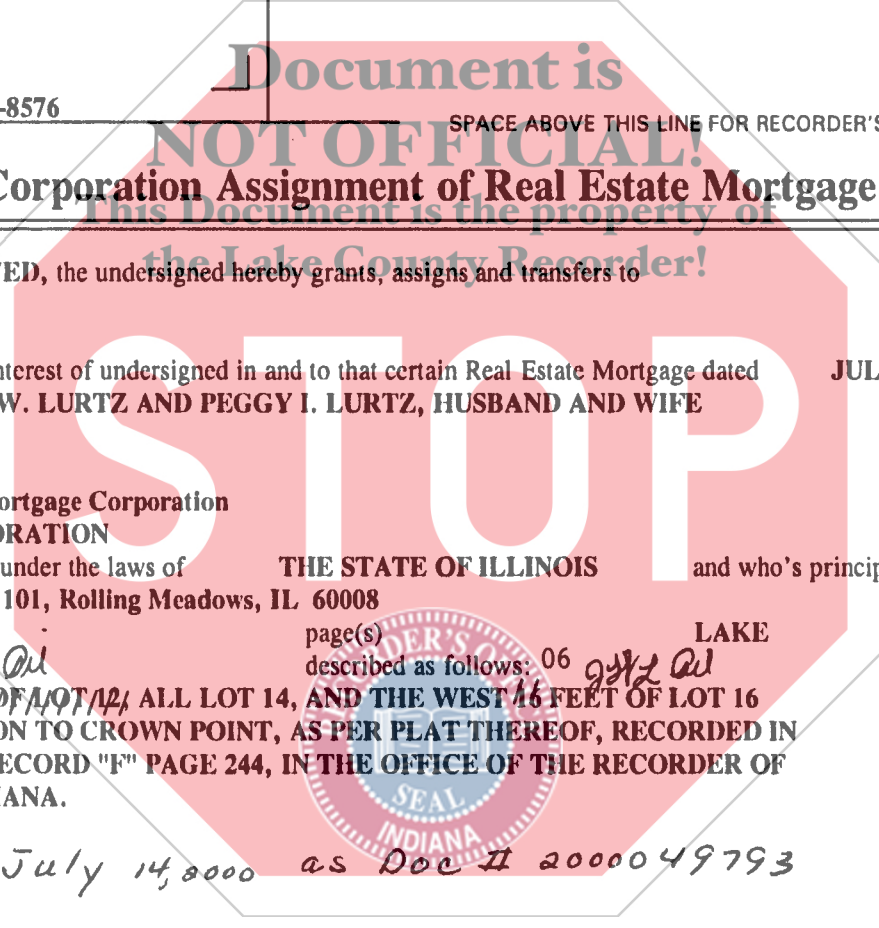 Document is
-8576
SPACE ABOVE THIS LINE FOR RECORDER'S
NOT OFFICIAL!
Corporation Assignment of Real Estate Mortgage
This Document is the property of
the Lake County Recorder!
ED, the undersigned hereby grants, assigns and transfers to
STOP
nterest of undersigned in and to that certain Real Estate Mortgage dated JUL
W. LURTZ AND PEGGY I. LURTZ, HUSBAND AND WIFE
ortgage Corporation
ORATION
under the laws of THE STATE OF ILLINOIS and who's princip
101, Rolling Meadows, IL 60008
page(s) LAKE
described as follows: 06
OF LOT 12, ALL LOT 14, AND THE WEST FEET OF LOT 16
ON TO CROWN POINT, AS PER PLAT THEREOF, RECORDED IN
ECORD "F" PAGE 244, IN THE OFFICE OF THE RECORDER OF
IANA.
RECORDER'S
SEAL
INDIANA
July 14, 2000 as Doc # 2000049793